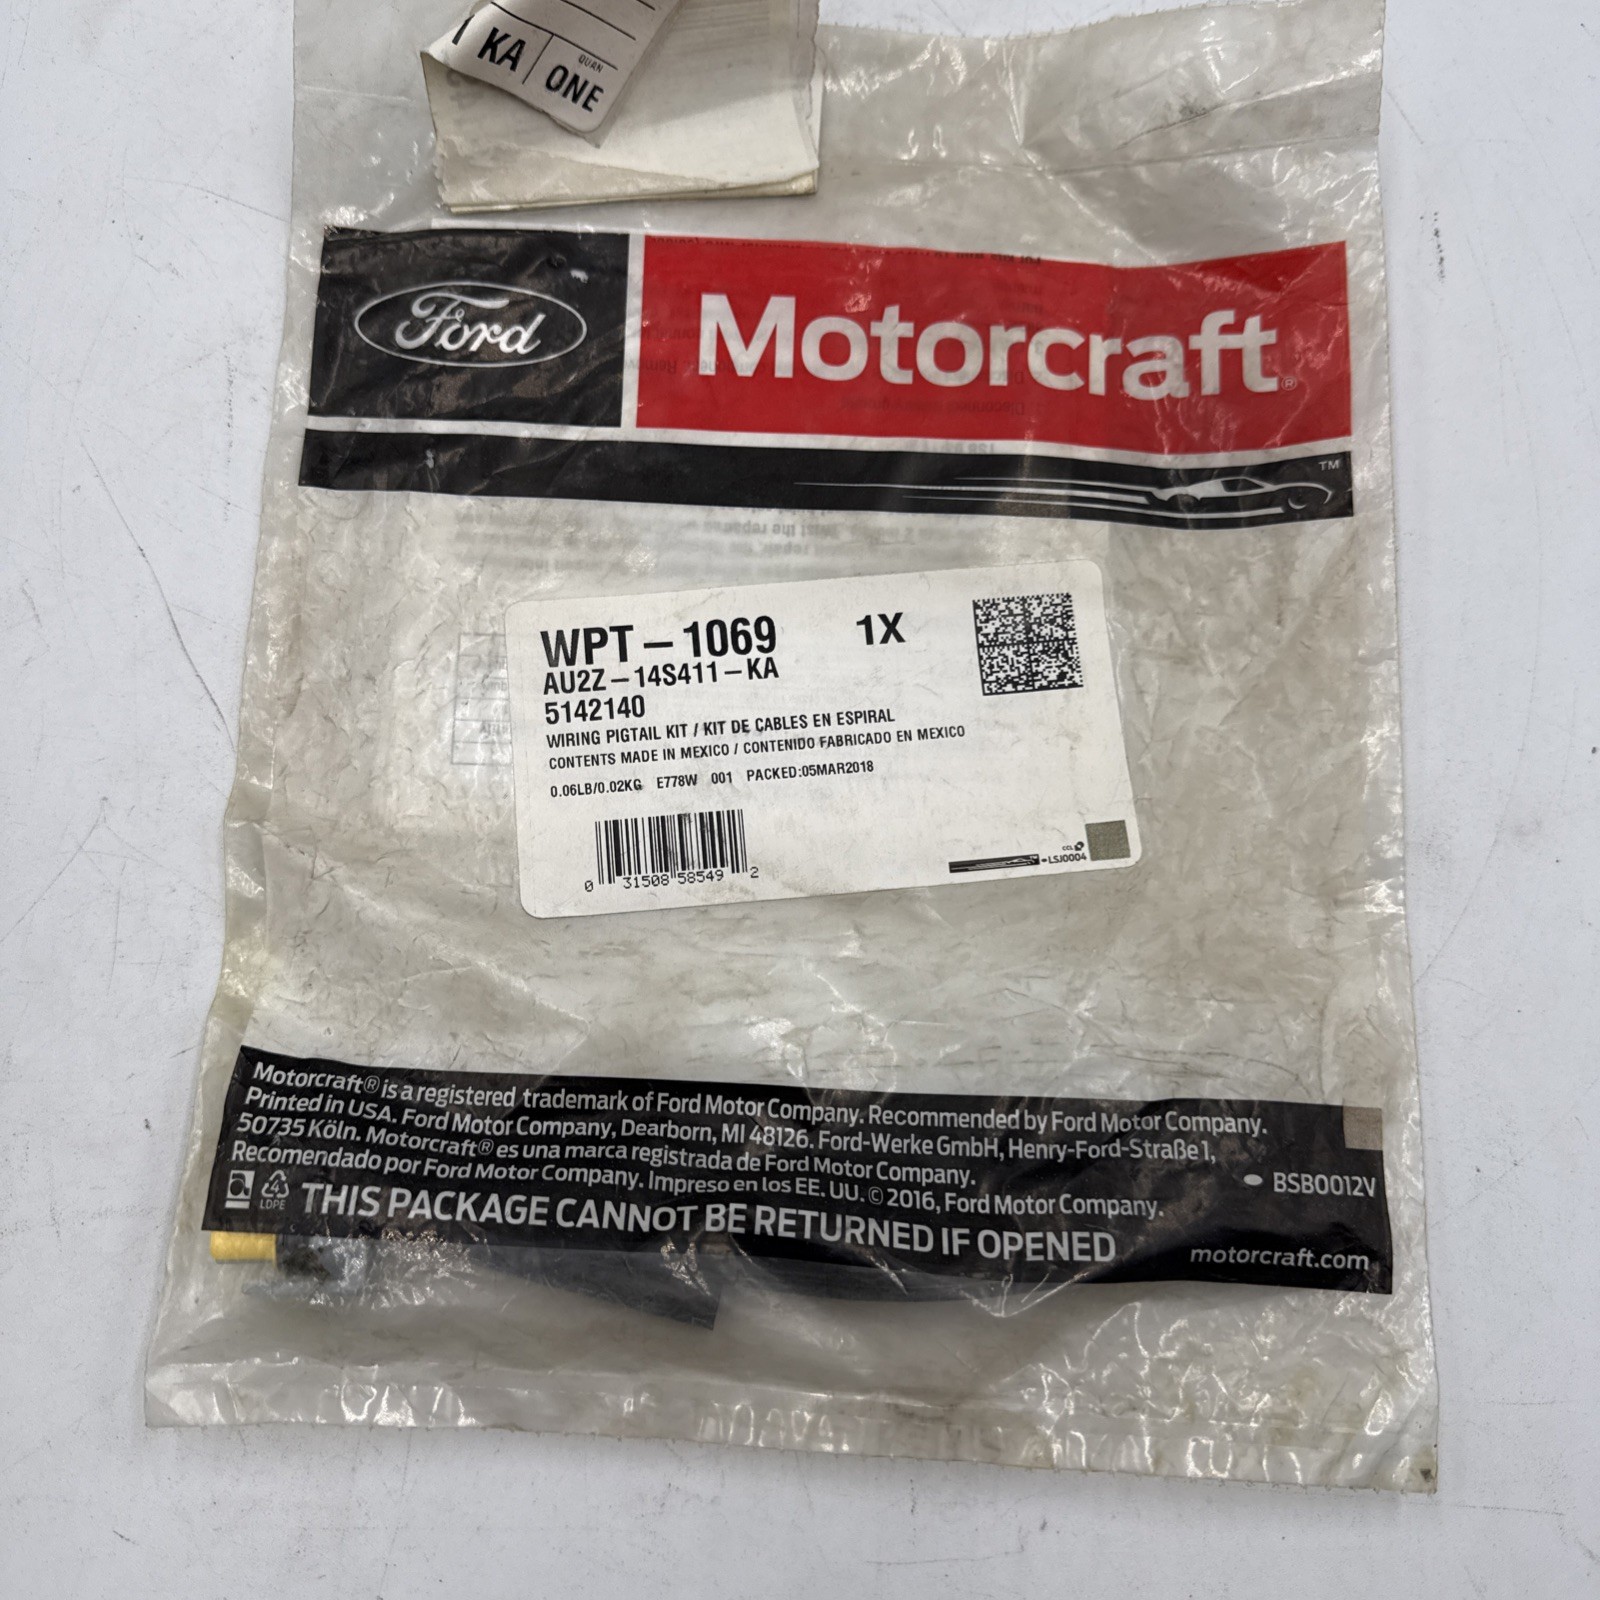 KA
QUAN
ONE
Ford
Motorcraft®
TM
WPT-1069 1X
AU2Z-14S411-KA
5142140
WIRING PIGTAIL KIT / KIT DE CABLES EN ESPIRAL
CONTENTS MADE IN MEXICO / CONTENIDO FABRICADO EN MEXICO
0.06LB/0.02KG E778W 001 PACKED:05MAR2018
0 31508 58549 2
CCL
LSJ0004
Motorcraft® is a registered trademark of Ford Motor Company. Recommended by Ford Motor Company.
Printed in USA. Ford Motor Company, Dearborn, MI 48126. Ford-Werke GmbH, Henry-Ford-Straße 1,
50735 Köln. Motorcraft® es una marca registrada de Ford Motor Company.
Recomendado por Ford Motor Company. Impreso en los EE. UU. © 2016, Ford Motor Company.
BSB0012V
4
LDPE
THIS PACKAGE CANNOT BE RETURNED IF OPENED
motorcraft.com